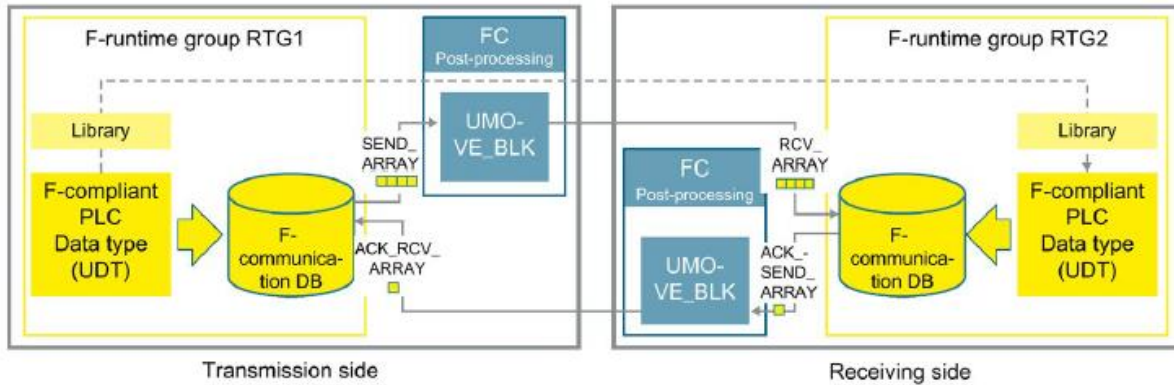 F-runtime group RTG1
FC
Post-processing
UMO-
VE_BLK
Library
F-compliant
PLC
Data type
(UDT)
F-
communica-
tion DB
SEND_
ARRAY
ACK_RCV_
ARRAY
Transmission side
F-runtime group RTG2
RCV_
ARRAY
FC
Post-processing
UMO-
VE_BLK
ACK_-
SEND_
ARRAY
F-
communica-
tion DB
Library
F-compliant
PLC
Data type
(UDT)
Receiving side